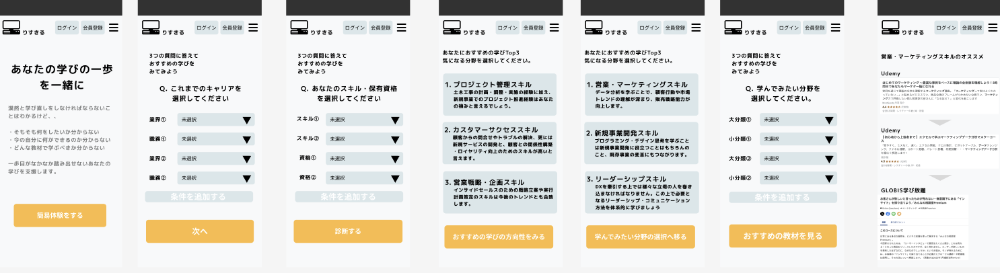 りすきる
ログイン
会員登録
あなたの学びの一歩
を一緒に
漠然と学び直しをしなければならないこ
とはわかるけど、、
・そもそも何をしたいか分からない
・今の自分に何ができるのか分からない
・どんな教材で学ぶべきか分からない
一歩目がなかなか踏み出せないあなたの
学びを支援します。
簡易体験をする
りすきる
ログイン
会員登録
3つの質問に答えて
おすすめの学びを
みてみよう
Q. これまでのキャリアを
選択してください
業界①
未選択
職務①
未選択
業界②
未選択
職務②
未選択
条件を追加する
次へ
りすきる
ログイン
会員登録
3つの質問に答えて
おすすめの学びを
みてみよう
Q. あなたのスキル・保有資格
を選択してください
スキル①
未選択
スキル②
未選択
資格①
未選択
資格②
未選択
条件を追加する
診断する
りすきる
ログイン
会員登録
あなたにおすすめの学びTop3
気になる分野を選択してください。
1. プロジェクト管理スキル
土木工事の計画・調整・実施の経験に加え、
新規事業でのプロジェクト推進経験はあなた
の強みと言えるでしょう。
2. カスタマーサクセススキル
顧客からの問合せやトラブルの解決、更には
新規サービスの開発と、顧客との関係性構築
・ロイヤリティ向上のためのスキルが高いと
言えます。
3. 営業戦略・企画スキル
インサイドセールスのための戦略立案や実行
計画策定のスキルは今後のトレンドとも合致
します。
おすすめの学びの方向性をみる
りすきる
ログイン
会員登録
あなたにおすすめの学びTop3
気になる分野を選択してください。
1. 営業・マーケティングスキル
データ分析を学ぶことで、顧客行動や市場
トレンドの理解が深まり、販売戦略能力が
向上します。
2. 新規事業開発スキル
プログラミング・デザイン思考を学ぶこと
は新規事業開発に役立つことはもちろんの
こと、既存事業の変革にもつながります。
3. リーダーシップスキル
DXを牽引する上では様々な立場の人を巻き
込まなければなりません。この上で必要と
なるリーダーシップ・コミュニケーション
方法を体系的に学びましょう
学んでみたい分野の選択へ移る
りすきる
ログイン
会員登録
3つの質問に答えて
おすすめの学びを
みてみよう
Q. 学んでみたい分野を
選択してください
大分類①
未選択
小分類①
未選択
大分類②
未選択
小分類②
未選択
条件を追加する
おすすめの教材を見る
りすきる
ログイン
会員登録
営業・マーケティングスキルのオススメ
Udemy
はじめてのマーケティング 〜豊富な事例をベースに理論の全体像を理解しよう！3時
間半であなたもマーケター脳になれる
Udemy
【 初心者から上級者まで 】エクセルで学ぶマーケティングデータ分析マスターコー
ス
GLOBIS学び放題
お客さんが欲しいと言ったものが売れない−無意識下にある「イン
サイト」を探り当てよう／みんなの相談室Premium
このコースについて